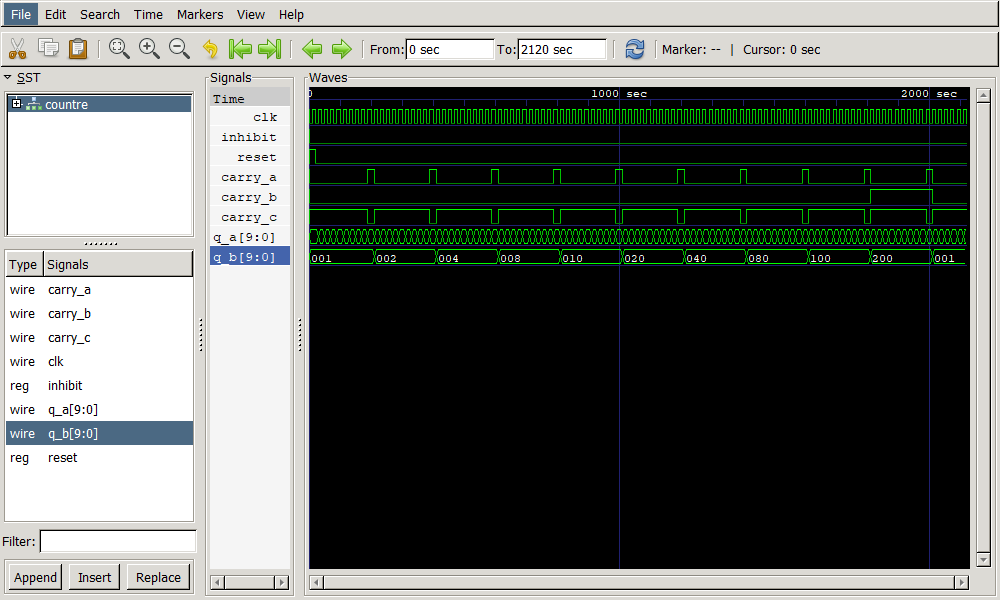 File Edit Search Time Markers View Help
From: 0 sec To: 2120 sec Marker: -- | Cursor: 0 sec
SST
countre
Type Signals
wire carry_a
wire carry_b
wire carry_c
wire clk
reg inhibit
wire q_a[9:0]
wire q_b[9:0]
reg reset
Filter:
Append Insert Replace
Signals
Time
clk
inhibit
reset
carry_a
carry_b
carry_c
q_a[9:0]
q_b[9:0]
Waves
0 1000 sec 2000 sec
001 002 004 008 010 020 040 080 100 200 001